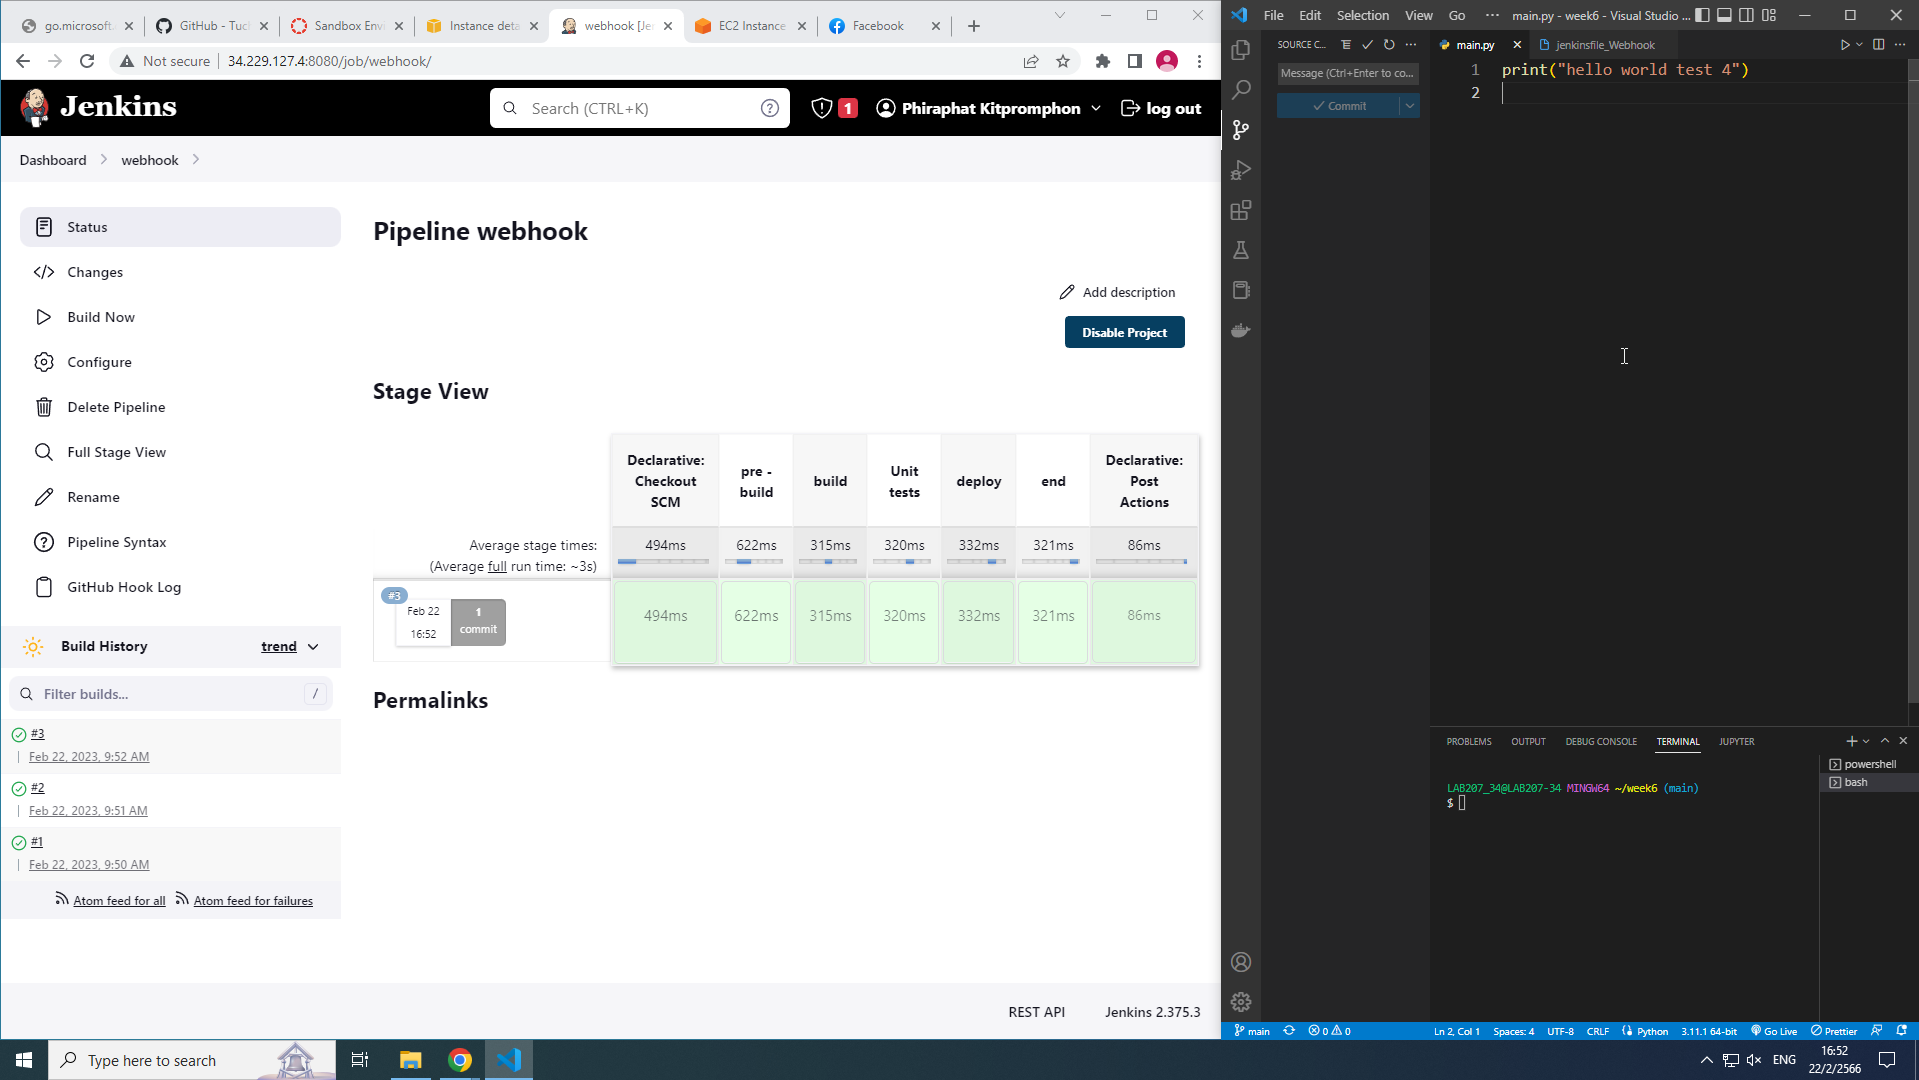 go.microsoft.
GitHub - Tuc
Sandbox Envi
Instance deta
webhook [Jen
EC2 Instance
Facebook
Not secure
34.229.127.4:8080/job/webhook/
Jenkins
Search (CTRL+K)
1
Phiraphat Kitpromphon
log out
Dashboard
webhook
Status
Changes
Build Now
Configure
Delete Pipeline
Full Stage View
Rename
Pipeline Syntax
GitHub Hook Log
Build History
trend
Filter builds...
/
#3
Feb 22, 2023, 9:52 AM
#2
Feb 22, 2023, 9:51 AM
#1
Feb 22, 2023, 9:50 AM
Atom feed for all
Atom feed for failures
Pipeline webhook
Add description
Disable Project
Stage View
Declarative: Checkout SCM
pre - build
build
Unit tests
deploy
end
Declarative: Post Actions
Average stage times:
(Average full run time: ~3s)
494ms
622ms
315ms
320ms
332ms
321ms
86ms
#3
Feb 22
16:52
1
commit
494ms
622ms
315ms
320ms
332ms
321ms
86ms
Permalinks
REST API
Jenkins 2.375.3
File
Edit
Selection
View
Go
main.py - week6 - Visual Studio ...
SOURCE C...
Message (Ctrl+Enter to co...
Commit
main.py
jenkinsfile_Webhook
1
print("hello world test 4")
2
PROBLEMS
OUTPUT
DEBUG CONSOLE
TERMINAL
JUPYTER
powershell
bash
LAB207_34@LAB207-34 MINGW64 ~/week6 (main)
$
main
0
0
Ln 2, Col 1
Spaces: 4
UTF-8
CRLF
Python
3.11.1 64-bit
Go Live
Prettier
Type here to search
ENG
16:52
22/2/2566